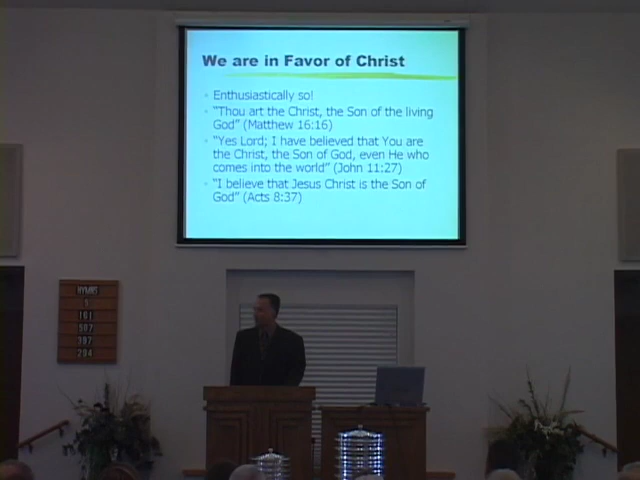 We are in Favor of Christ
Enthusiastically so!
"Thou art the Christ, the Son of the living
God" (Matthew 16:16)
"Yes Lord; I have believed that You are
the Christ, the Son of God, even He who
comes into the world" (John 11:27)
"I believe that Jesus Christ is the Son of
God" (Acts 8:37)
HYMNS
5
101
507
397
294